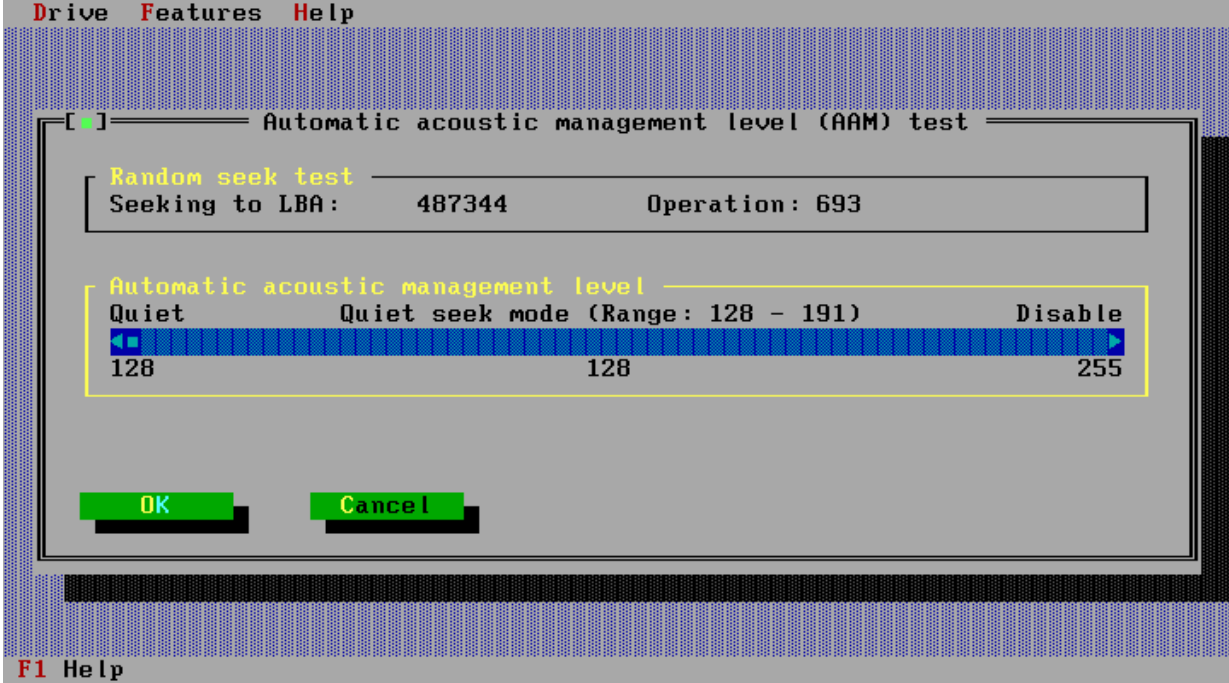 Drive Features Help
[■] Automatic acoustic management level (AAM) test
Random seek test
Seeking to LBA: 487344 Operation: 693
Automatic acoustic management level
Quiet Quiet seek mode (Range: 128 - 191) Disable
128 128 255
OK Cancel
F1 Help